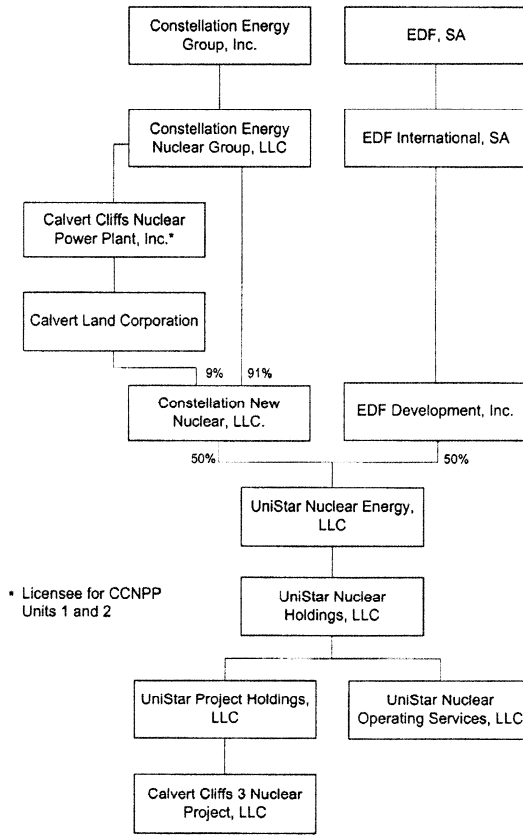 Constellation Energy
Group, Inc.
EDF, SA
Constellation Energy
Nuclear Group, LLC
EDF International, SA
Calvert Cliffs Nuclear
Power Plant, Inc.*
Calvert Land Corporation
9%
91%
Constellation New
Nuclear, LLC.
EDF Development, Inc.
50%
50%
UniStar Nuclear Energy,
LLC
* Licensee for CCNPP
Units 1 and 2
UniStar Nuclear
Holdings, LLC
UniStar Project Holdings,
LLC
UniStar Nuclear
Operating Services, LLC
Calvert Cliffs 3 Nuclear
Project, LLC